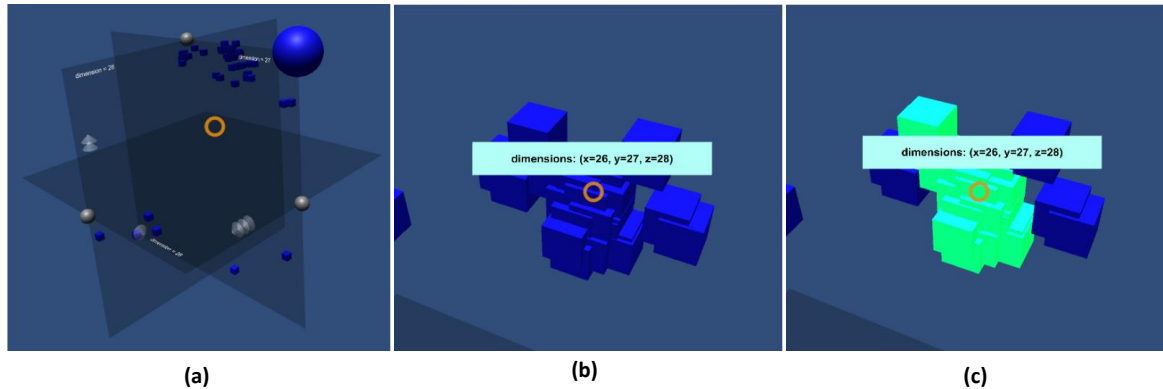 dimension = 27
dimension = 26
dimension = 28
dimensions: (x=26, y=27, z=28)
dimensions: (x=26, y=27, z=28)
(a)
(b)
(c)